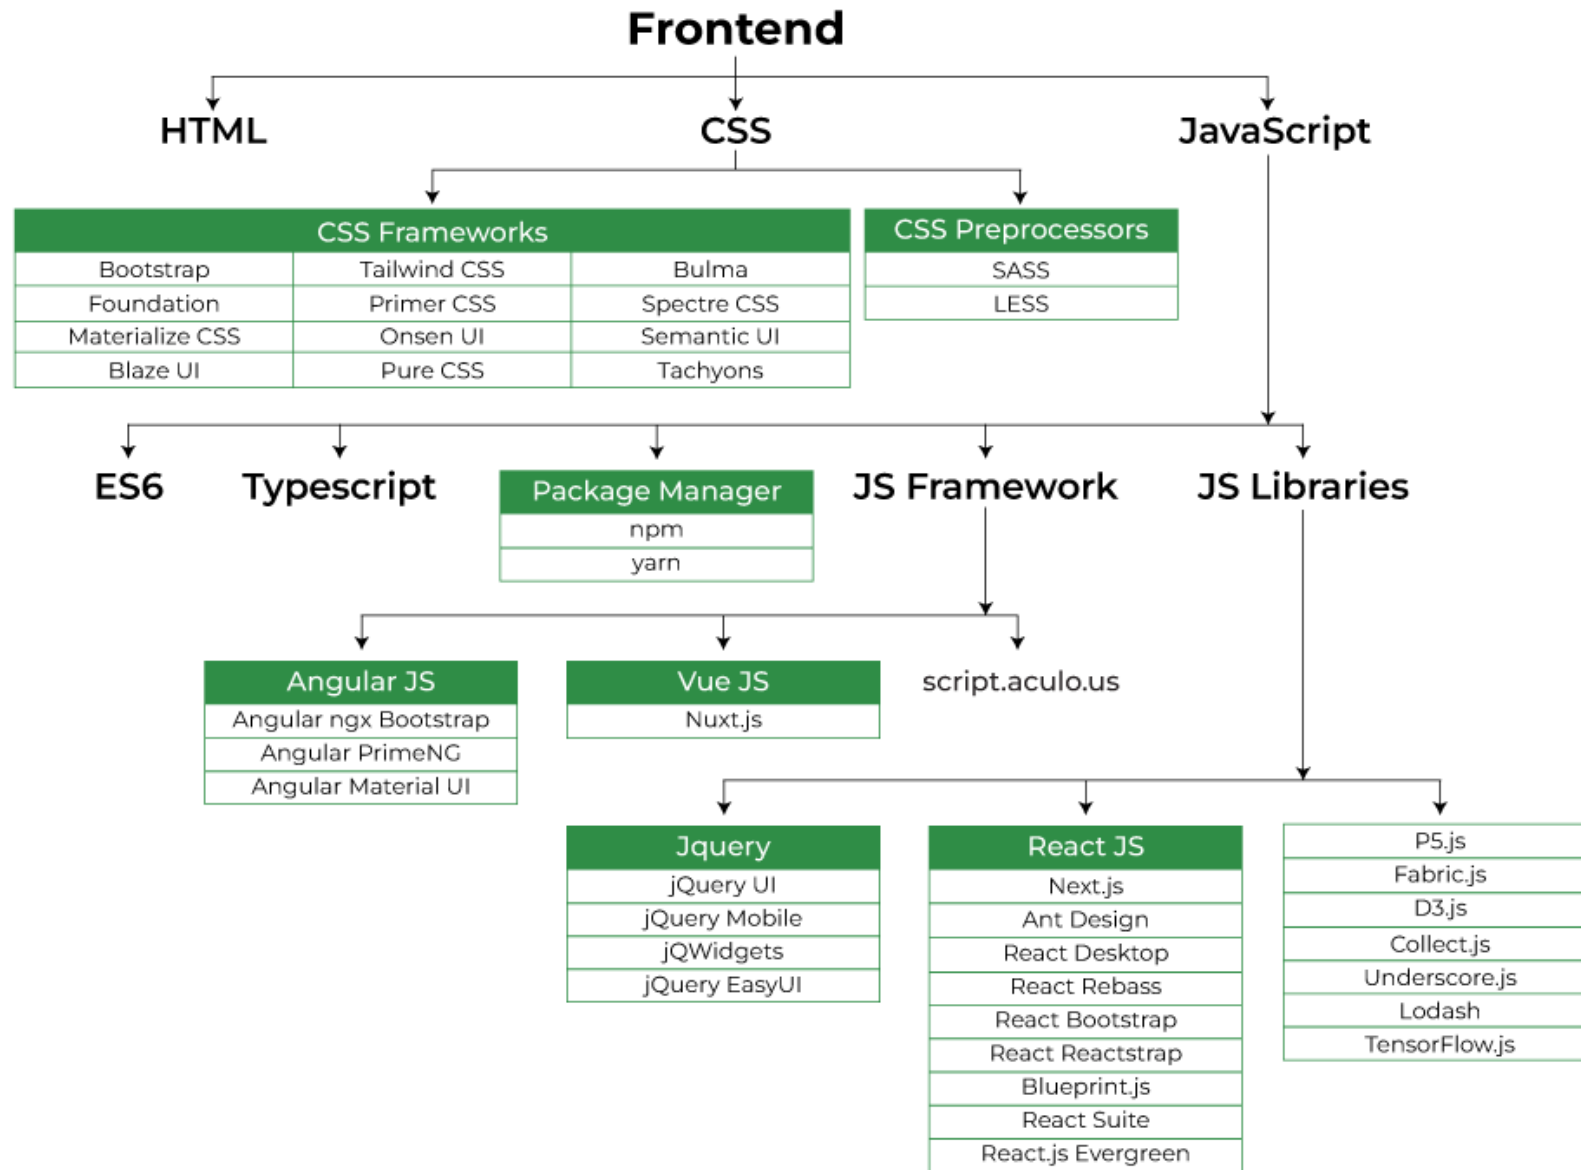 Frontend
HTML
CSS
JavaScript
CSS Frameworks
Bootstrap Tailwind CSS Bulma
Foundation Primer CSS Spectre CSS
Materialize CSS Onsen UI Semantic UI
Blaze UI Pure CSS Tachyons
CSS Preprocessors
SASS
LESS
ES6
Typescript
Package Manager
npm
yarn
JS Framework
JS Libraries
Angular JS
Angular ngx Bootstrap
Angular PrimeNG
Angular Material UI
Vue JS
Nuxt.js
script.aculo.us
Jquery
jQuery UI
jQuery Mobile
jQWidgets
jQuery EasyUI
React JS
Next.js
Ant Design
React Desktop
React Rebass
React Bootstrap
React Reactstrap
Blueprint.js
React Suite
React.js Evergreen
P5.js
Fabric.js
D3.js
Collect.js
Underscore.js
Lodash
TensorFlow.js